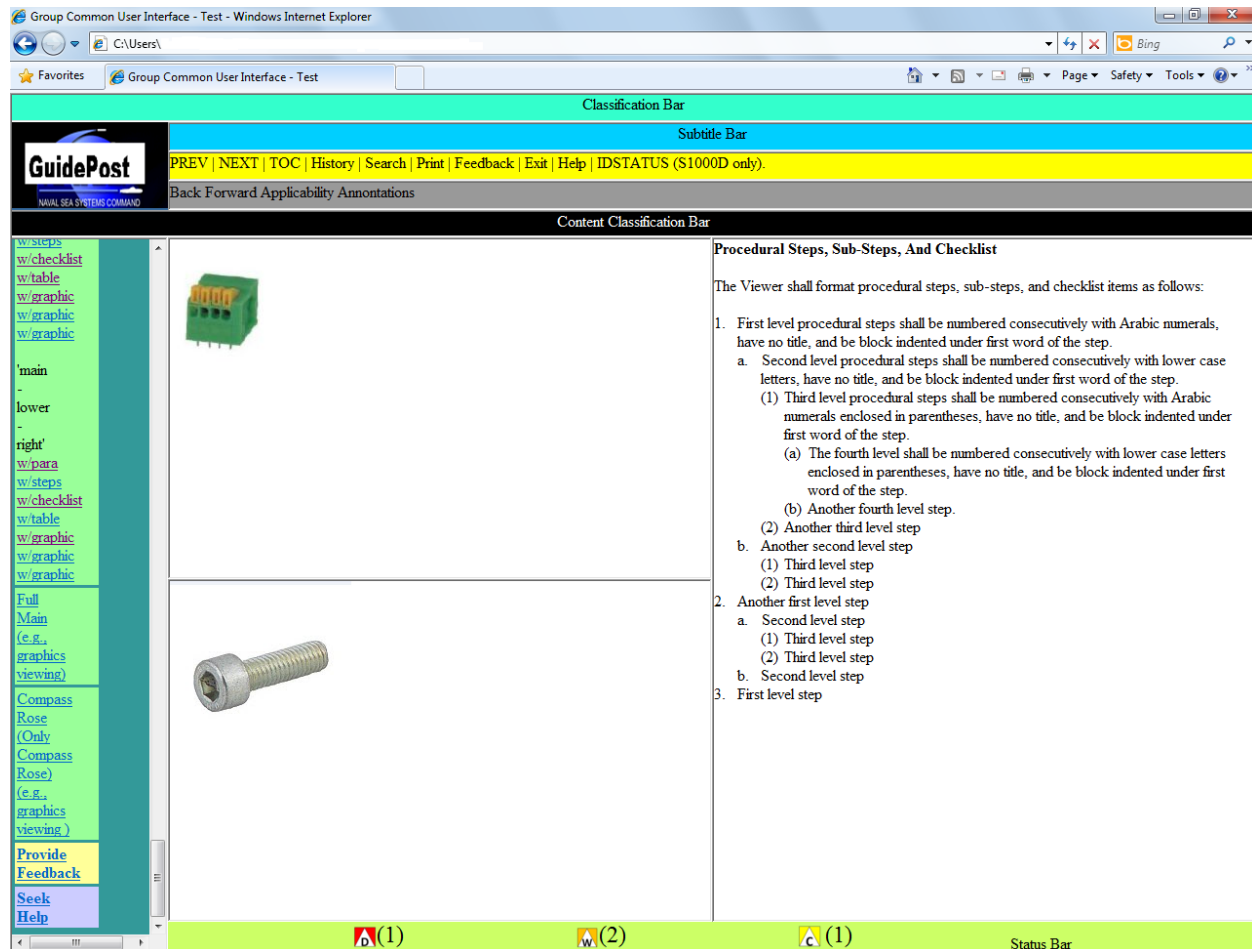 Group Common User Interface - Test - Windows Internet Explorer
C:\Users\
Bing
Favorites
Group Common User Interface - Test
Page
Safety
Tools
Classification Bar
Subtitle Bar
GuidePost
NAVAL SEA SYSTEMS COMMAND
PREV | NEXT | TOC | History | Search | Print | Feedback | Exit | Help | IDSTATUS (S1000D only).
Back Forward Applicability Annontations
Content Classification Bar
w/steps
w/checklist
w/table
w/graphic
w/graphic
w/graphic
'main
-
lower
-
right'
w/para
w/steps
w/checklist
w/table
w/graphic
w/graphic
w/graphic
Full
Main
(e.g.,
graphics
viewing)
Compass
Rose
(Only
Compass
Rose)
(e.g.,
graphics
viewing )
Provide
Feedback
Seek
Help
Procedural Steps, Sub-Steps, And Checklist
The Viewer shall format procedural steps, sub-steps, and checklist items as follows:
1. First level procedural steps shall be numbered consecutively with Arabic numerals,
have no title, and be block indented under first word of the step.
a. Second level procedural steps shall be numbered consecutively with lower case
letters, have no title, and be block indented under first word of the step.
(1) Third level procedural steps shall be numbered consecutively with Arabic
numerals enclosed in parentheses, have no title, and be block indented under
first word of the step.
(a) The fourth level shall be numbered consecutively with lower case letters
enclosed in parentheses, have no title, and be block indented under first
word of the step.
(b) Another fourth level step.
(2) Another third level step
b. Another second level step
(1) Third level step
(2) Third level step
2. Another first level step
a. Second level step
(1) Third level step
(2) Third level step
b. Second level step
3. First level step
D (1)
W (2)
C (1)
Status Bar